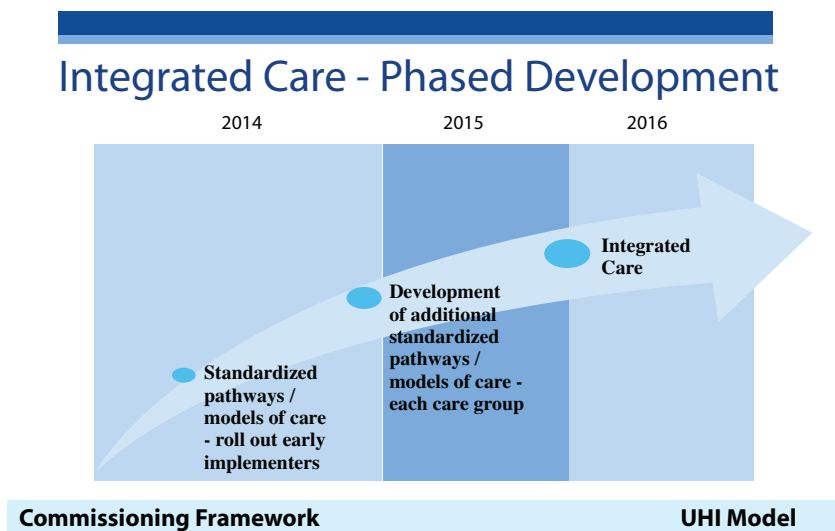 Integrated Care - Phased Development
2014 2015 2016
Integrated
Care
Development
of additional
standardized
pathways /
models of care -
each care group
Standardized
pathways /
models of care
- roll out early
implementers
Commissioning Framework UHI Model